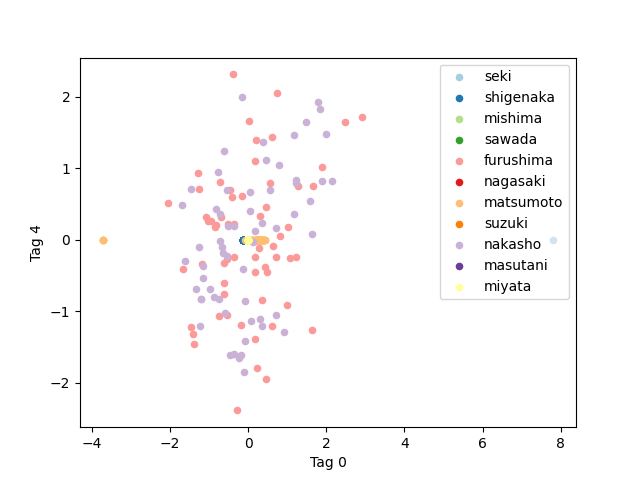 Tag 4
2
1
0
−1
−2
−4
−2
0
2
4
6
8
Tag 0
seki
shigenaka
mishima
sawada
furushima
nagasaki
matsumoto
suzuki
nakasho
masutani
miyata